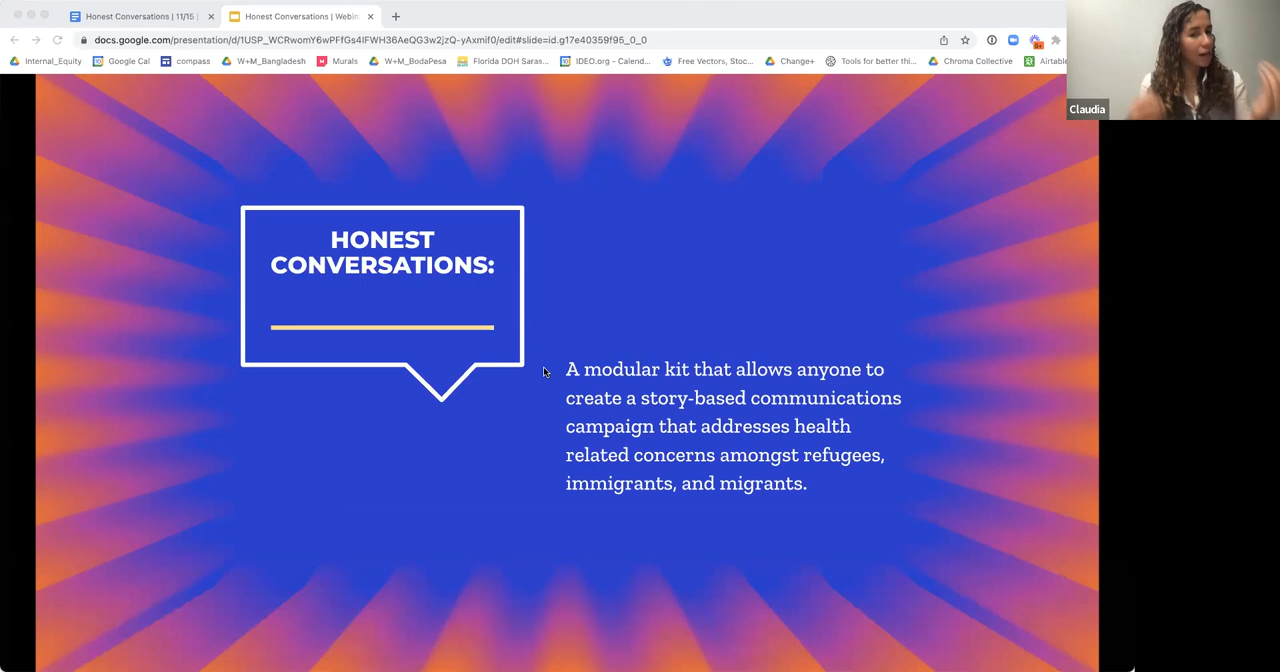 Honest Conversations | 11/15 |
Honest Conversations | Webin
docs.google.com/presentation/d/1USP_WCRwomY6wPFfGs4IFWH36AeQG3w2jzQ-yAxmif0/edit#slide=id.g17e40359f95_0_0
Internal_Equity
Google Cal
compass
W+M_Bangladesh
Murals
W+M_BodaPesa
Florida DOH Saras...
IDEO.org - Calend...
Free Vectors, Stoc...
Change+
Tools for better thi...
Chroma Collective
Airtable
Claudia
HONEST
CONVERSATIONS:
A modular kit that allows anyone to
create a story-based communications
campaign that addresses health
related concerns amongst refugees,
immigrants, and migrants.